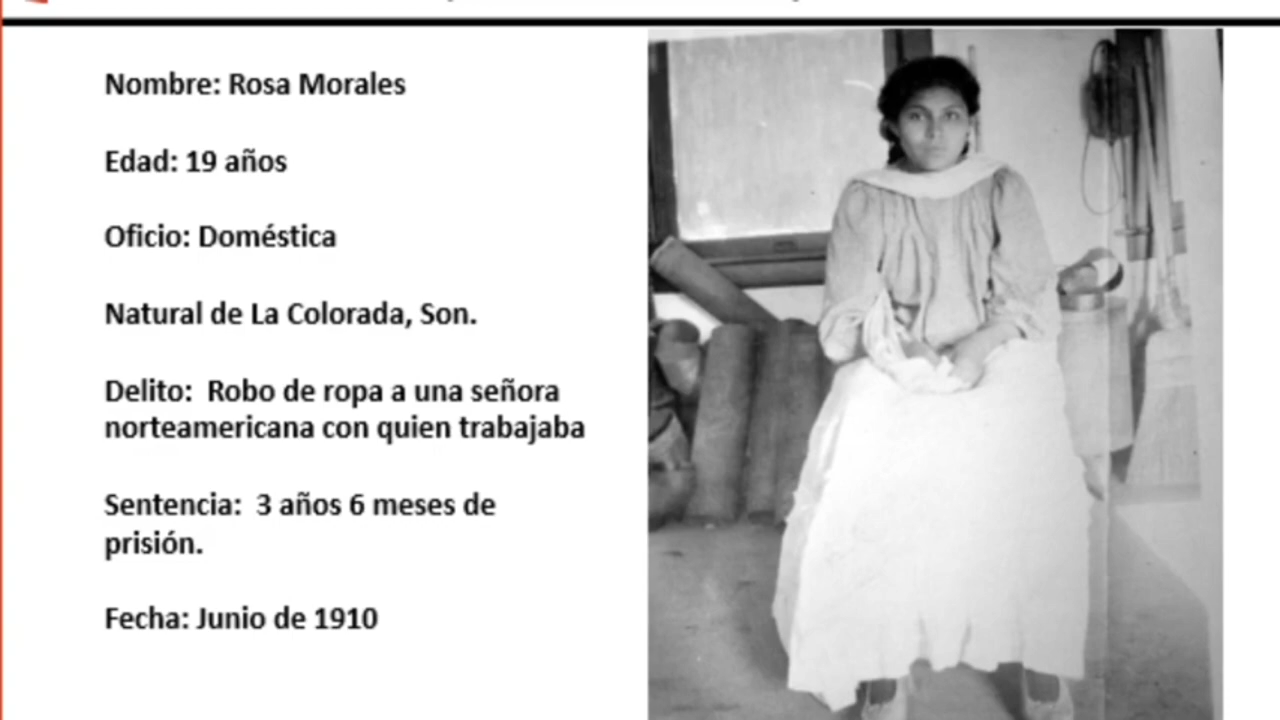 Nombre: Rosa Morales
Edad: 19 años
Oficio: Doméstica
Natural de La Colorada, Son.
Delito:  Robo de ropa a una señora
norteamericana con quien trabajaba
Sentencia:  3 años 6 meses de
prisión.
Fecha: Junio de 1910